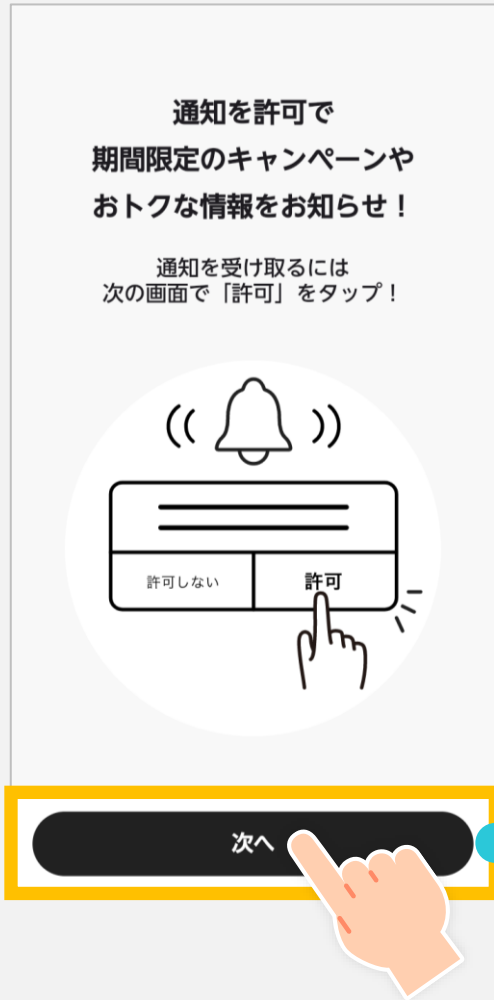 通知を許可で
期間限定のキャンペーンや
おトクな情報をお知らせ！
通知を受け取るには
次の画面で「許可」をタップ！
許可しない
許可
次へ